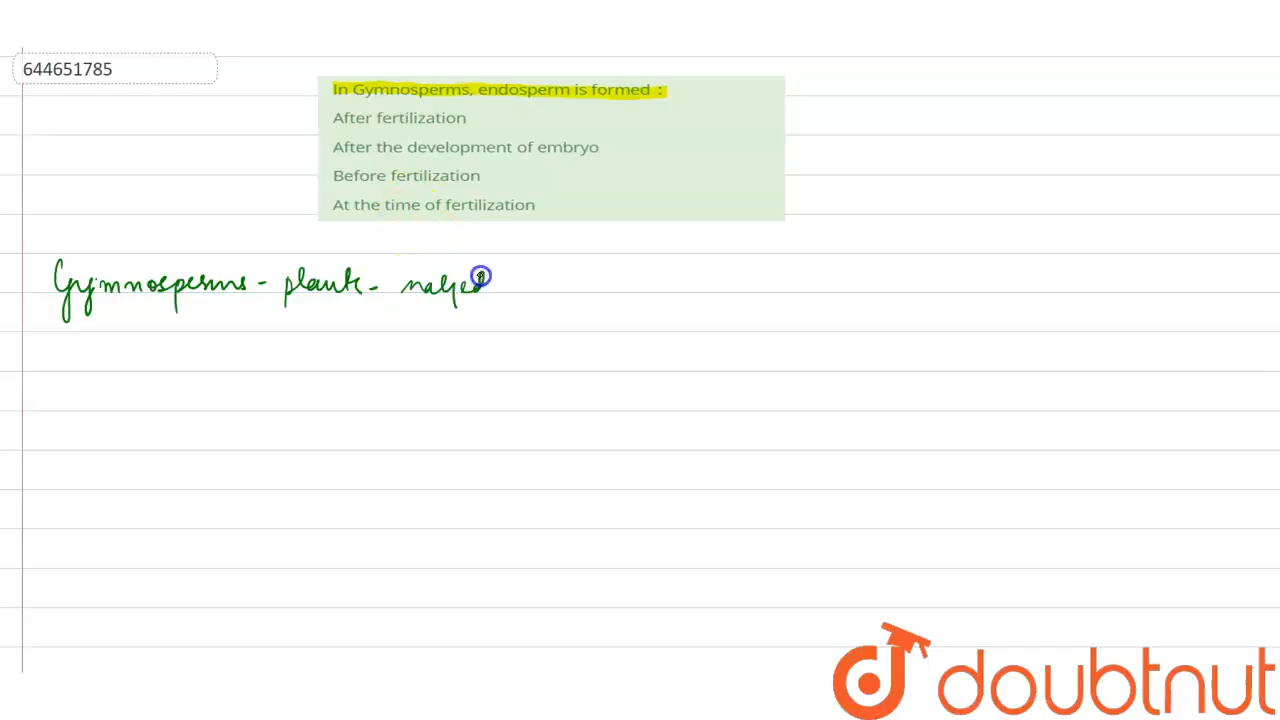 644651785
In Gymnosperms, endosperm is formed :
After fertilization
After the development of embryo
Before fertilization
At the time of fertilization
Gymnosperms - plants - naked
doubtnut